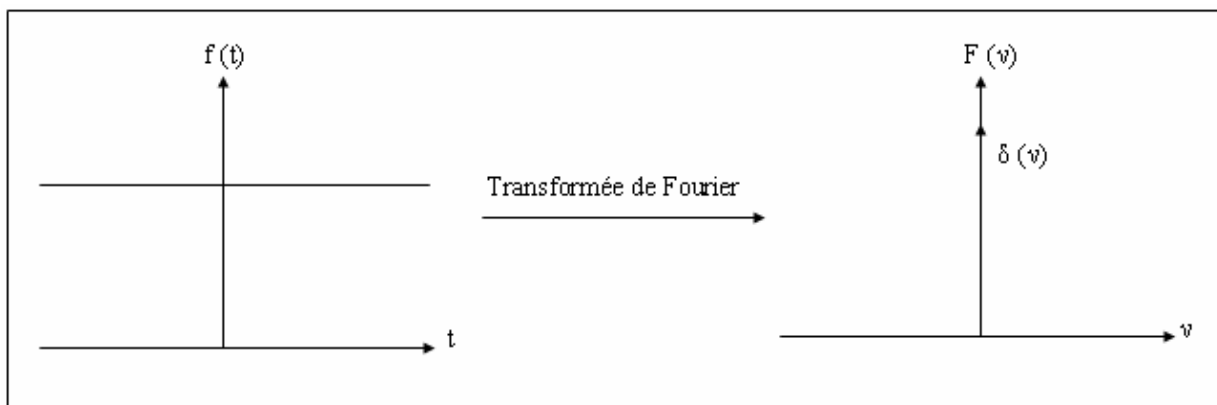 f (t)
t
Transformée de Fourier
F (ν)
δ (ν)
ν